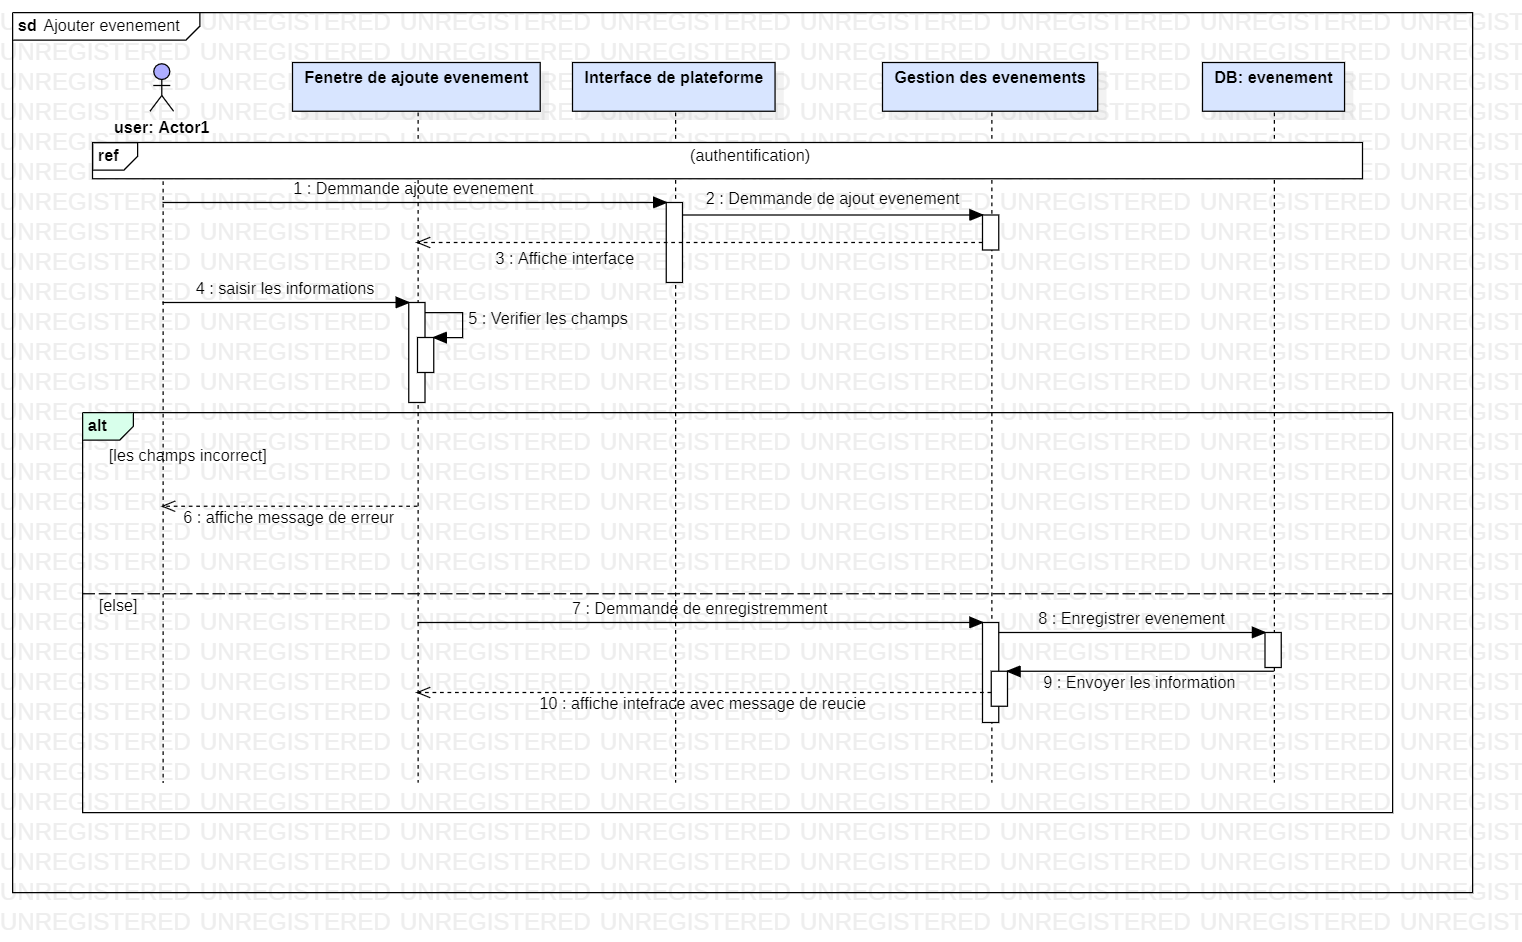 sd Ajouter evenement
Fenetre de ajoute evenement
Interface de plateforme
Gestion des evenements
DB: evenement
user: Actor1
ref
(authentification)
1 : Demmande ajoute evenement
2 : Demmande de ajout evenement
3 : Affiche interface
4 : saisir les informations
5 : Verifier les champs
alt
[les champs incorrect]
6 : affiche message de erreur
[else]
7 : Demmande de enregistremment
8 : Enregistrer evenement
9 : Envoyer les information
10 : affiche intefrace avec message de reucie
UNREGISTERED